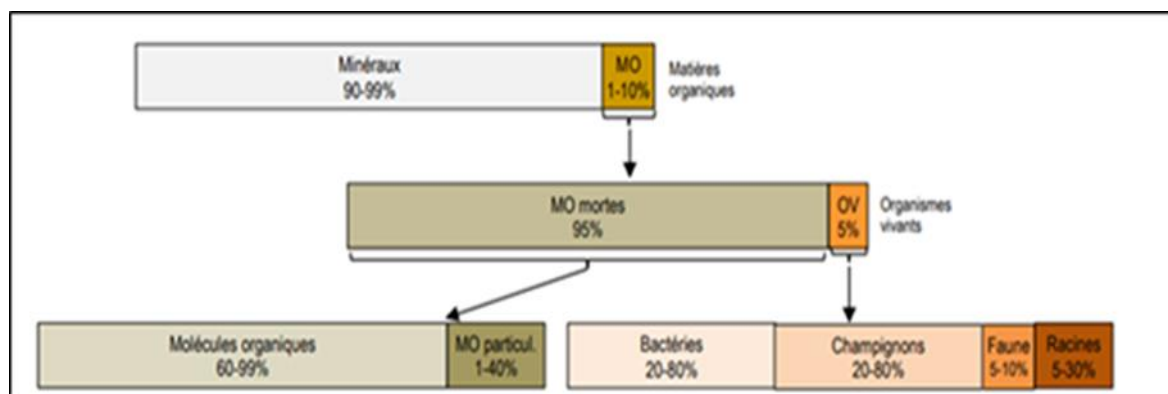 Minéraux
90-99%
MO
1-10%
Matières
organiques
MO mortes
95%
OV
5%
Organismes
vivants
Molécules organiques
60-99%
MO particul.
1-40%
Bactéries
20-80%
Champignons
20-80%
Faune
5-10%
Racines
5-30%